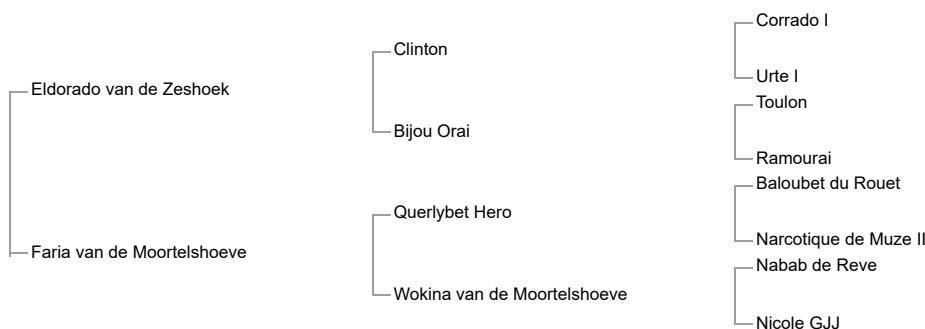 Corrado I
Clinton
Urte I
Eldorado van de Zeshoek
Toulon
Bijou Orai
Ramourai
Baloubet du Rouet
Querlybet Hero
Narcotique de Muze II
Faria van de Moortelshoeve
Nabab de Reve
Wokina van de Moortelshoeve
Nicole GJJ